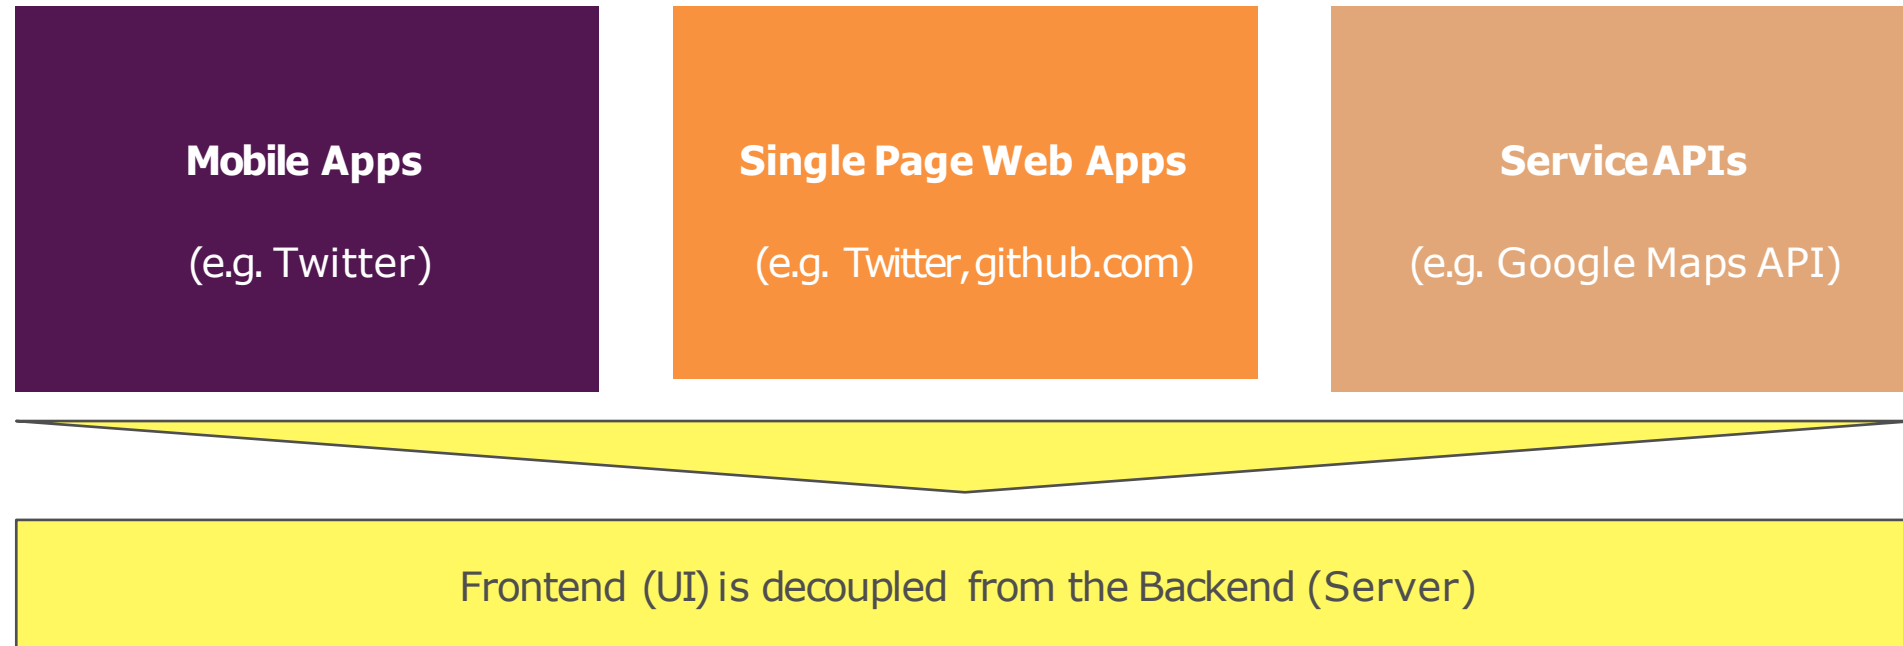 Mobile Apps
(e.g. Twitter)
Single Page Web Apps
(e.g. Twitter, github.com)
Service APIs
(e.g. Google Maps API)
Frontend (UI) is decoupled from the Backend (Server)